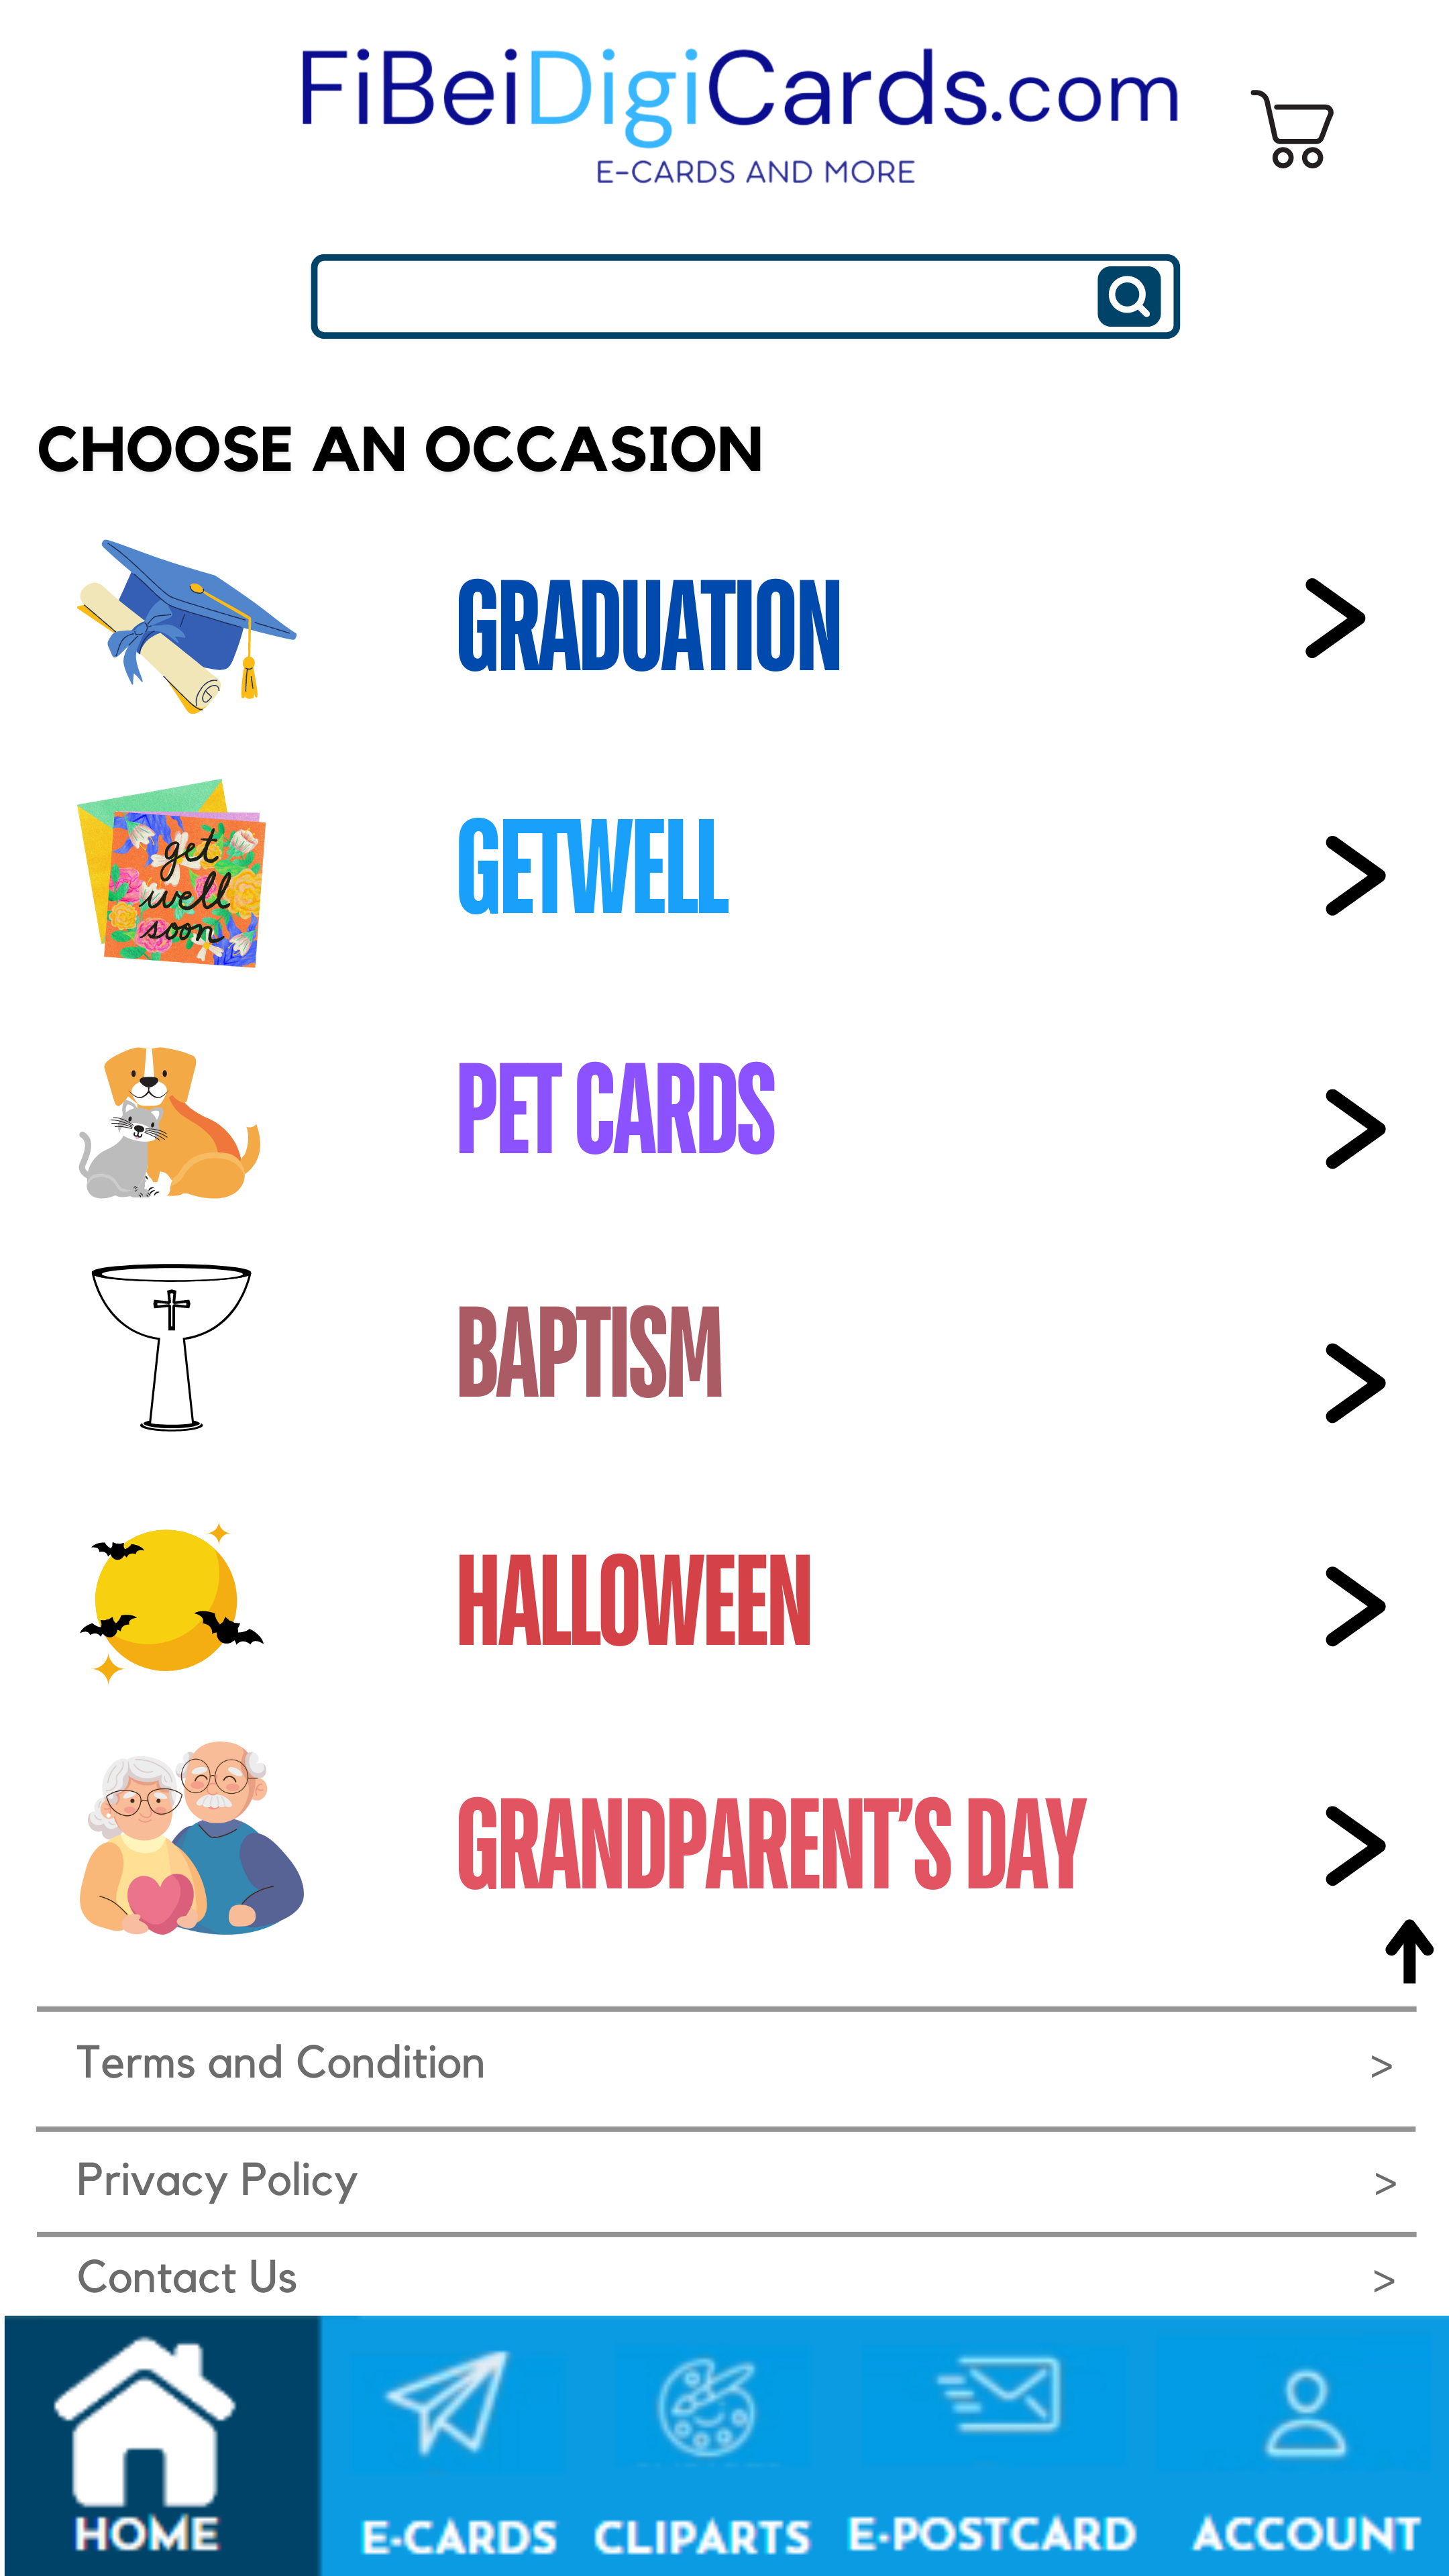 FiBeiDigiCards.com
E-CARDS AND MORE
CHOOSE AN OCCASION
GRADUATION
get
well
soon
GETWELL
PET CARDS
BAPTISM
HALLOWEEN
GRANDPARENT’S DAY
Terms and Condition >
Privacy Policy >
Contact Us >
HOME E-CARDS CLIPARTS E-POSTCARD ACCOUNT